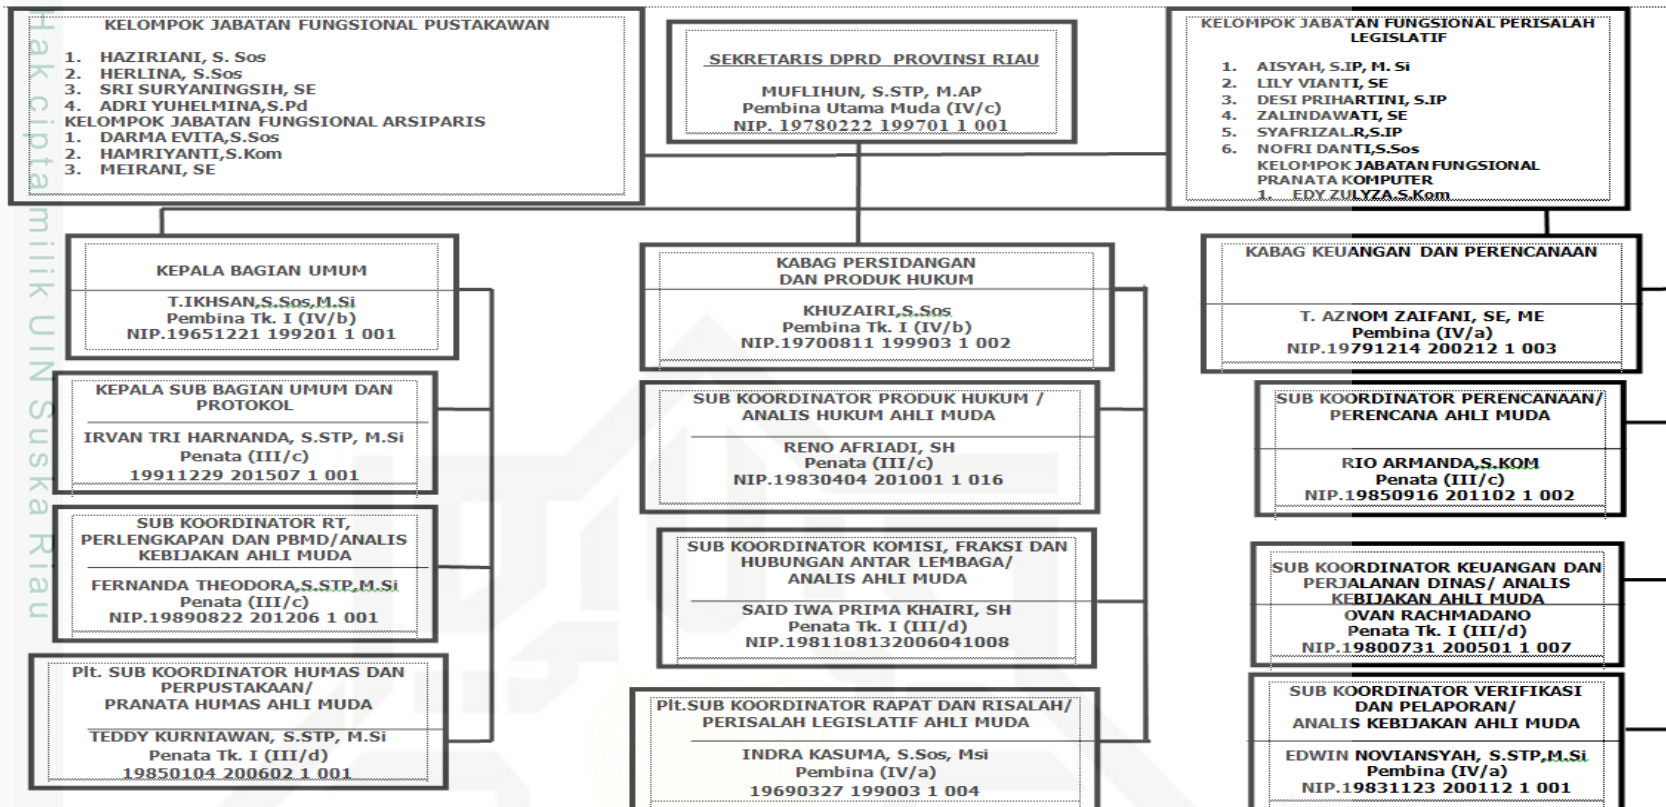 Hak cipta milik UIN Suska Riau
KELOMPOK JABATAN FUNGSIONAL PUSTAKAWAN
1. HAZIRIANI, S. Sos
2. HERLINA, S.Sos
3. SRI SURYANINGSIH, SE
4. ADRI YUHELMINA,S.Pd
KELOMPOK JABATAN FUNGSIONAL ARSIPARIS
1. DARMA EVITA,S.Sos
2. HAMRIYANTI,S.Kom
3. MEIRANI, SE
SEKRETARIS DPRD PROVINSI RIAU
MUFLIHUN, S.STP, M.AP
Pembina Utama Muda (IV/c)
NIP. 19780222 199701 1 001
KELOMPOK JABATAN FUNGSIONAL PERISALAH
LEGISLATIF
1. AISYAH, S.IP, M. Si
2. LILY VIANTI, SE
3. DESI PRIHARTINI, S.IP
4. ZALINDAWATI, SE
5. SYAFRIZAL.R,S.IP
6. NOFRI DANTI,S.Sos
KELOMPOK JABATAN FUNGSIONAL
PRANATA KOMPUTER
1. EDY ZULYZA.S.Kom
KEPALA BAGIAN UMUM
T.IKHSAN,S.Sos,M.Si
Pembina Tk. I (IV/b)
NIP.19651221 199201 1 001
KABAG PERSIDANGAN
DAN PRODUK HUKUM
KHUZAIRI,S.Sos
Pembina Tk. I (IV/b)
NIP.19700811 199903 1 002
KABAG KEUANGAN DAN PERENCANAAN
T. AZNOM ZAIFANI, SE, ME
Pembina (IV/a)
NIP.19791214 200212 1 003
KEPALA SUB BAGIAN UMUM DAN
PROTOKOL
IRVAN TRI HARNANDA, S.STP, M.Si
Penata (III/c)
19911229 201507 1 001
SUB KOORDINATOR PRODUK HUKUM /
ANALIS HUKUM AHLI MUDA
RENO AFRIADI, SH
Penata (III/c)
NIP.19830404 201001 1 016
SUB KOORDINATOR PERENCANAAN/
PERENCANA AHLI MUDA
RIO ARMANDA,S.KOM
Penata (III/c)
NIP.19850916 201102 1 002
SUB KOORDINATOR RT,
PERLENGKAPAN DAN PBMD/ANALIS
KEBIJAKAN AHLI MUDA
FERNANDA THEODORA,S.STP,M.Si
Penata (III/c)
NIP.19890822 201206 1 001
SUB KOORDINATOR KOMISI, FRAKSI DAN
HUBUNGAN ANTAR LEMBAGA/
ANALIS AHLI MUDA
SAID IWA PRIMA KHAIRI, SH
Penata Tk. I (III/d)
NIP.1981108132006041008
SUB KOORDINATOR KEUANGAN DAN
PERJALANAN DINAS/ ANALIS
KEBIJAKAN AHLI MUDA
OVAN RACHMADANO
Penata Tk. I (III/d)
NIP.19800731 200501 1 007
Plt. SUB KOORDINATOR HUMAS DAN
PERPUSTAKAAN/
PRANATA HUMAS AHLI MUDA
TEDDY KURNIAWAN, S.STP, M.Si
Penata Tk. I (III/d)
19850104 200602 1 001
Plt.SUB KOORDINATOR RAPAT DAN RISALAH/
PERISALAH LEGISLATIF AHLI MUDA
INDRA KASUMA, S.Sos, Msi
Pembina (IV/a)
19690327 199003 1 004
SUB KOORDINATOR VERIFIKASI
DAN PELAPORAN/
ANALIS KEBIJAKAN AHLI MUDA
EDWIN NOVIANSYAH, S.STP,M.Si
Pembina (IV/a)
NIP.19831123 200112 1 001